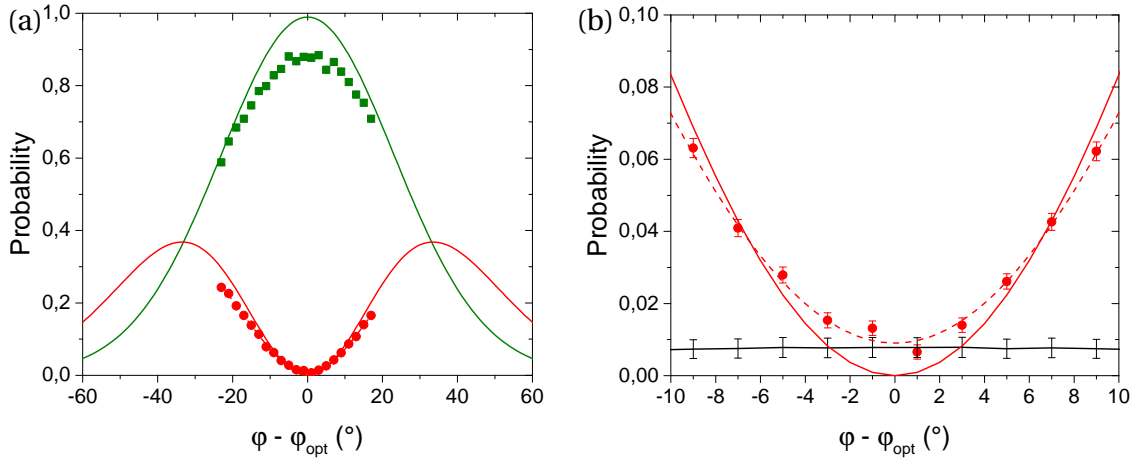 (a)
1,0
0,8
0,6
0,4
0,2
0,0
Probability
-60 -40 -20 0 20 40 60
φ - φopt (°)
(b)
0,10
0,08
0,06
0,04
0,02
0,00
Probability
-10 -8 -6 -4 -2 0 2 4 6 8 10
φ - φopt (°)